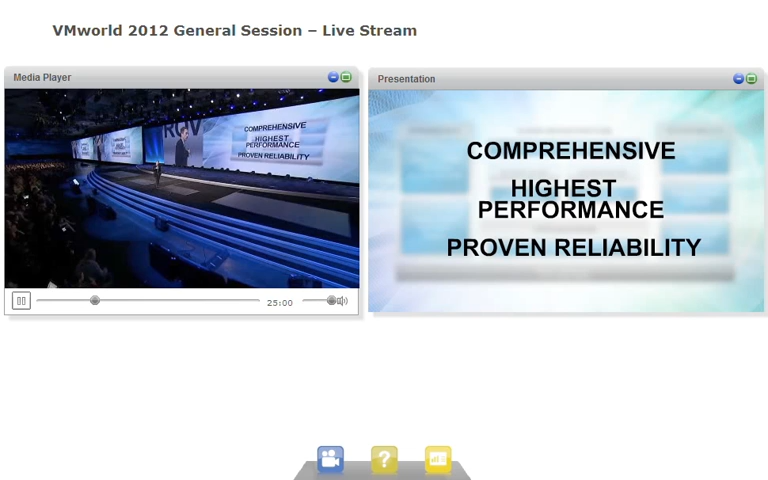 VMworld 2012 General Session – Live Stream
Media Player
COMPREHENSIVE
HIGHEST
PERFORMANCE
PROVEN RELIABILITY
25:00
Presentation
COMPREHENSIVE
HIGHEST
PERFORMANCE
PROVEN RELIABILITY
?